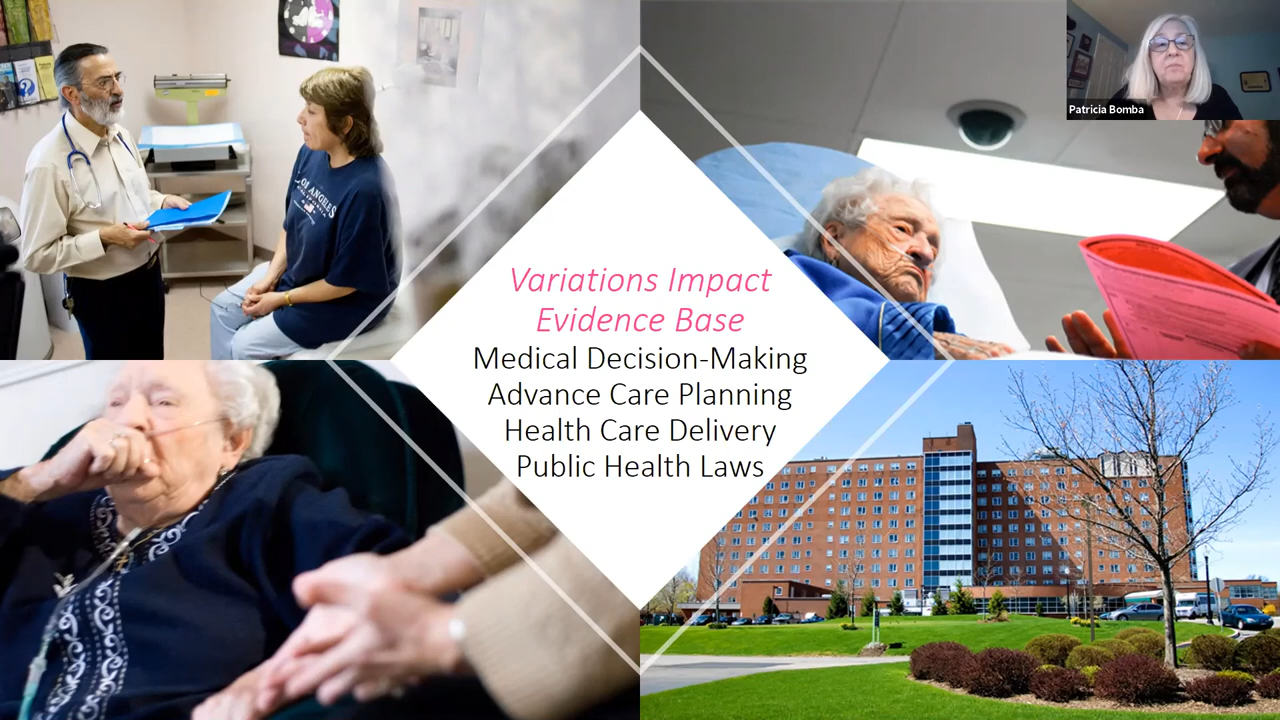 Patricia Bomba
LOS ANGELES
Variations Impact
Evidence Base
Medical Decision-Making
Advance Care Planning
Health Care Delivery
Public Health Laws